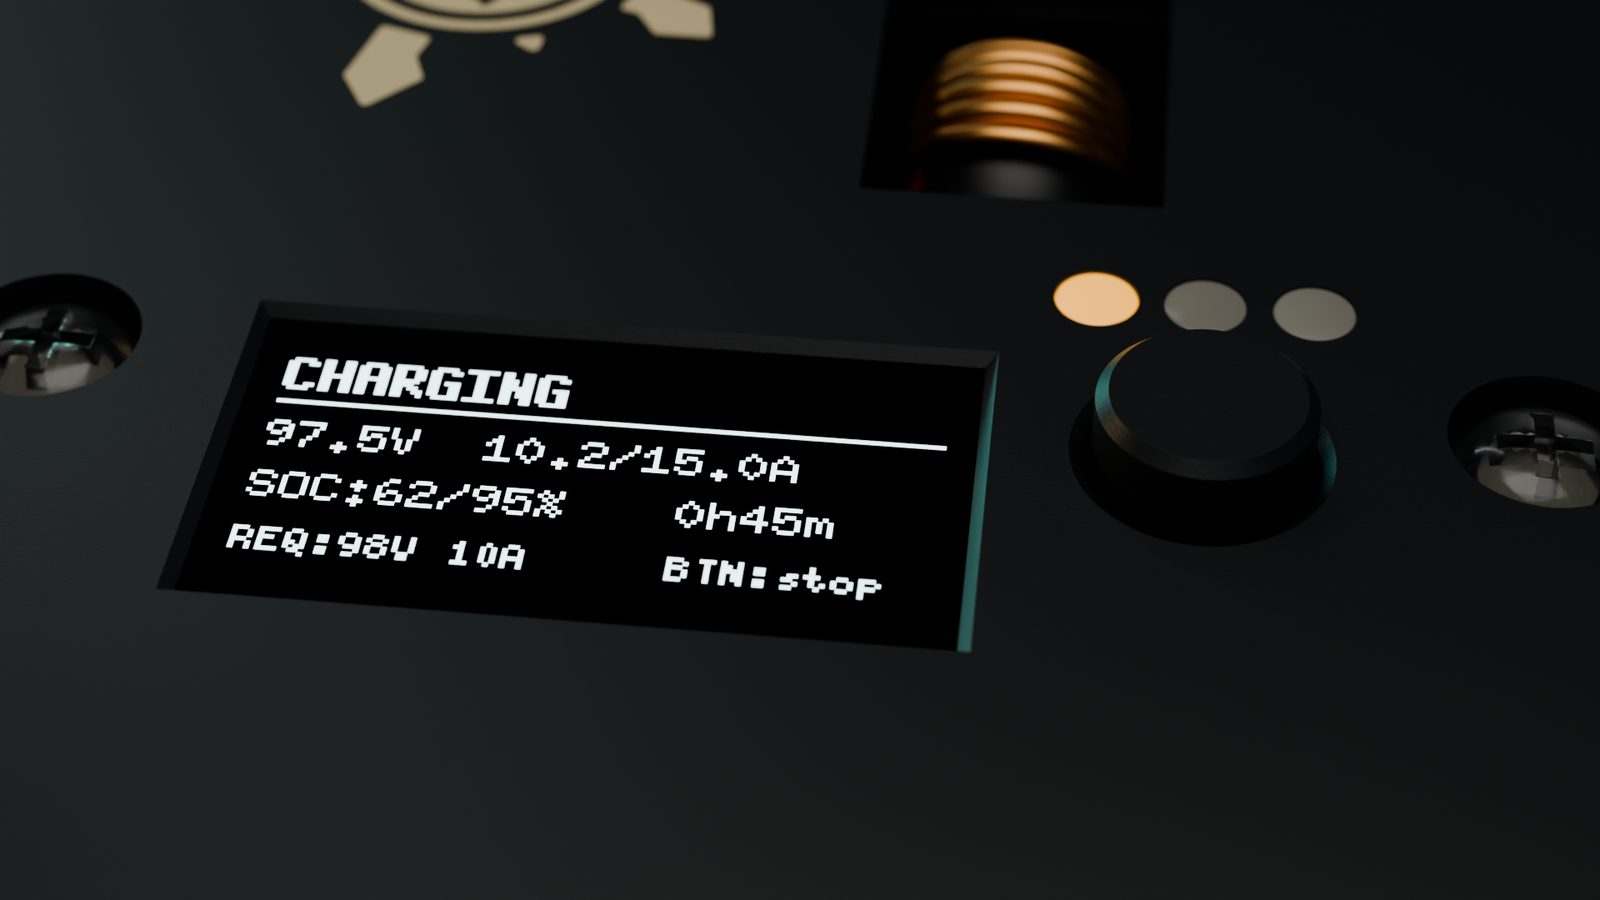 CHARGING
97.5V 10.2/15.0A
SOC:62/95% 0h45m
REQ:98V 10A BTN:stop